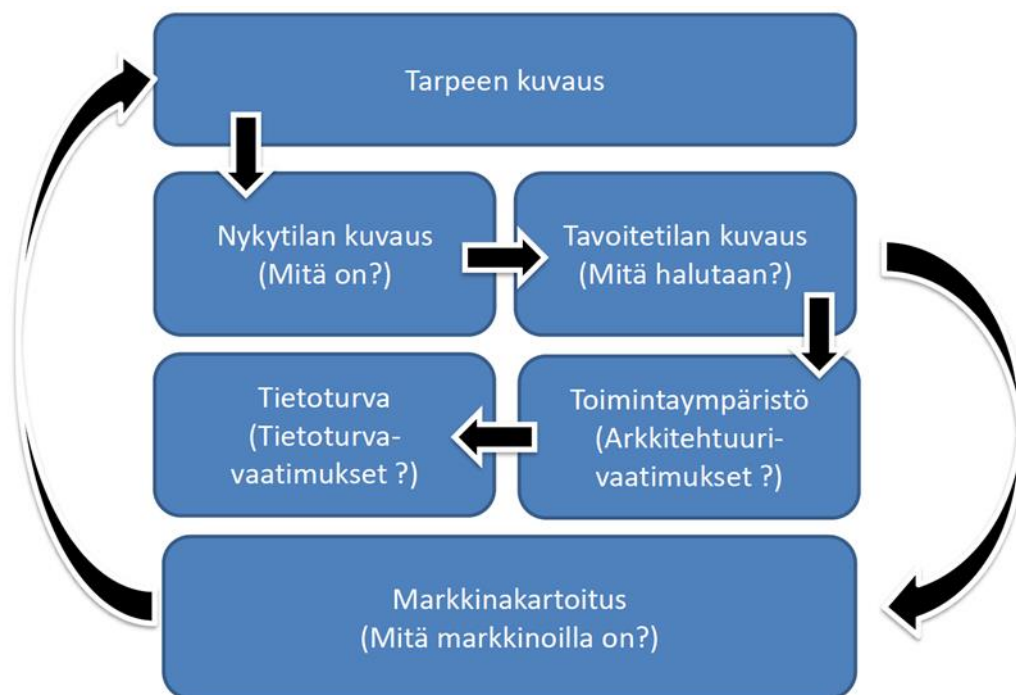 Tarpeen kuvaus
Nykytilan kuvaus
(Mitä on?)
Tavoitetilan kuvaus
(Mitä halutaan?)
Tietoturva
(Tietoturva-
vaatimukset ?)
Toimintaympäristö
(Arkkitehtuuri-
vaatimukset ?)
Markkinakartoitus
(Mitä markkinoilla on?)